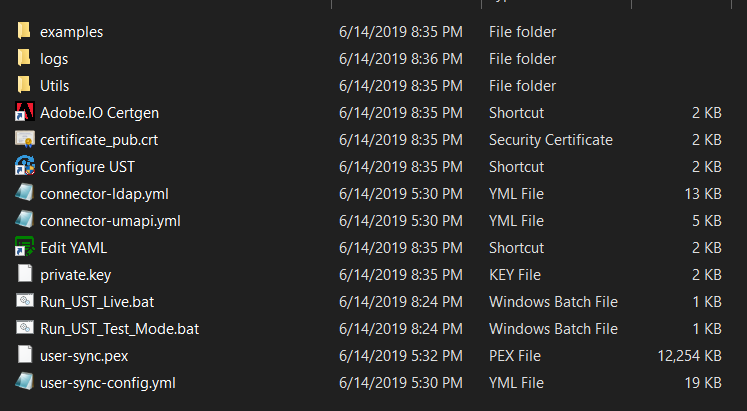 examples 6/14/2019 8:35 PM File folder
logs 6/14/2019 8:36 PM File folder
Utils 6/14/2019 8:35 PM File folder
Adobe.IO Certgen 6/14/2019 8:35 PM Shortcut 2 KB
certificate_pub.crt 6/14/2019 8:35 PM Security Certificate 2 KB
Configure UST 6/14/2019 8:35 PM Shortcut 2 KB
connector-ldap.yml 6/14/2019 5:30 PM YML File 13 KB
connector-umapi.yml 6/14/2019 5:30 PM YML File 5 KB
Edit YAML 6/14/2019 8:35 PM Shortcut 2 KB
private.key 6/14/2019 8:35 PM KEY File 2 KB
Run_UST_Live.bat 6/14/2019 8:24 PM Windows Batch File 1 KB
Run_UST_Test_Mode.bat 6/14/2019 8:24 PM Windows Batch File 1 KB
user-sync.pex 6/14/2019 5:32 PM PEX File 12,254 KB
user-sync-config.yml 6/14/2019 5:30 PM YML File 19 KB